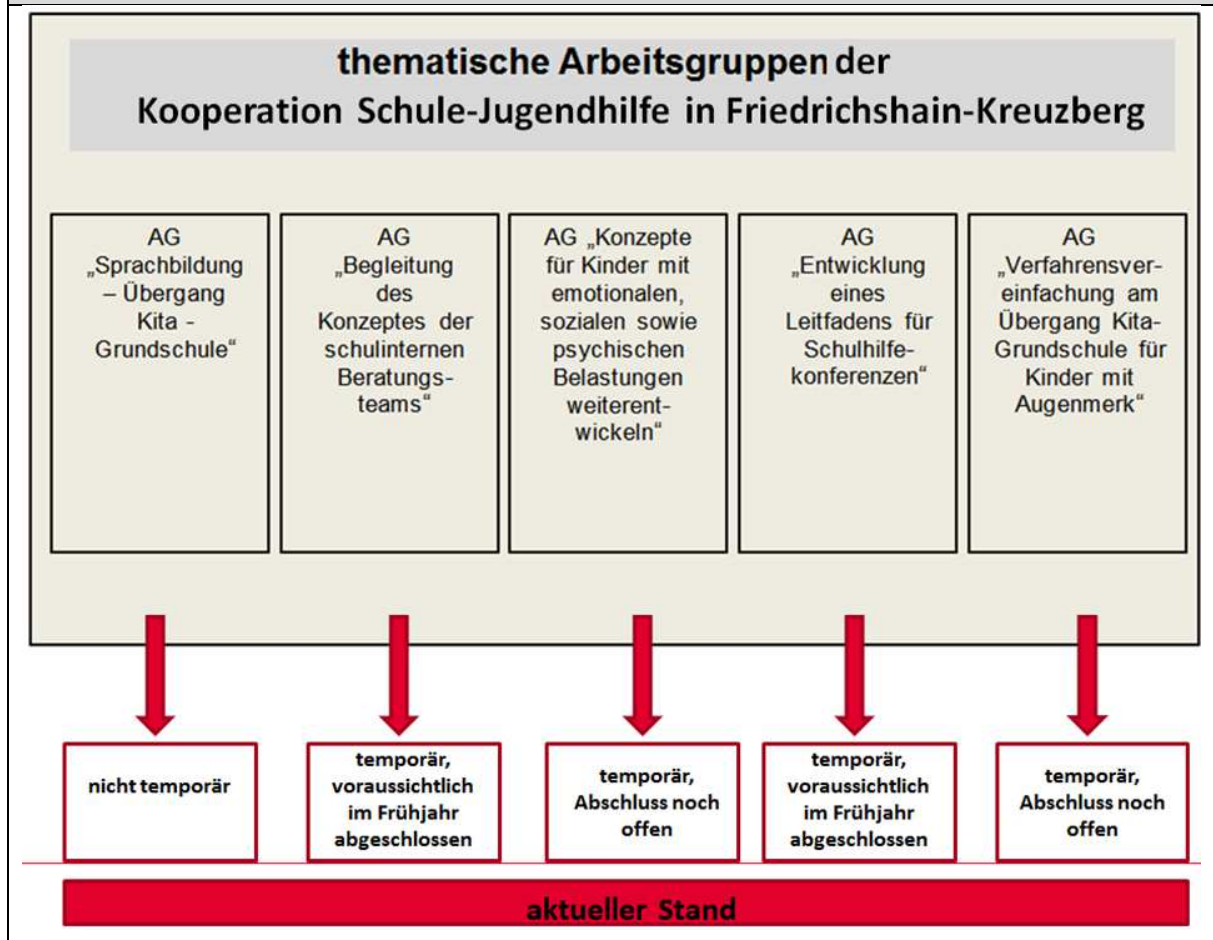 thematische Arbeitsgruppen der
Kooperation Schule-Jugendhilfe in Friedrichshain-Kreuzberg
AG
„Sprachbildung
– Übergang
Kita -
Grundschule“
AG
„Begleitung
des
Konzeptes der
schulinternen
Beratungs-
teams“
AG „Konzepte
für Kinder mit
emotionalen,
sozialen sowie
psychischen
Belastungen
weiterent-
wickeln“
AG
„Entwicklung
eines
Leitfadens für
Schulhilfe-
konferenzen“
AG
„Verfahrensver-
einfachung am
Übergang Kita-
Grundschule für
Kinder mit
Augenmerk“
nicht temporär
temporär,
voraussichtlich
im Frühjahr
abgeschlossen
temporär,
Abschluss noch
offen
temporär,
voraussichtlich
im Frühjahr
abgeschlossen
temporär,
Abschluss noch
offen
aktueller Stand